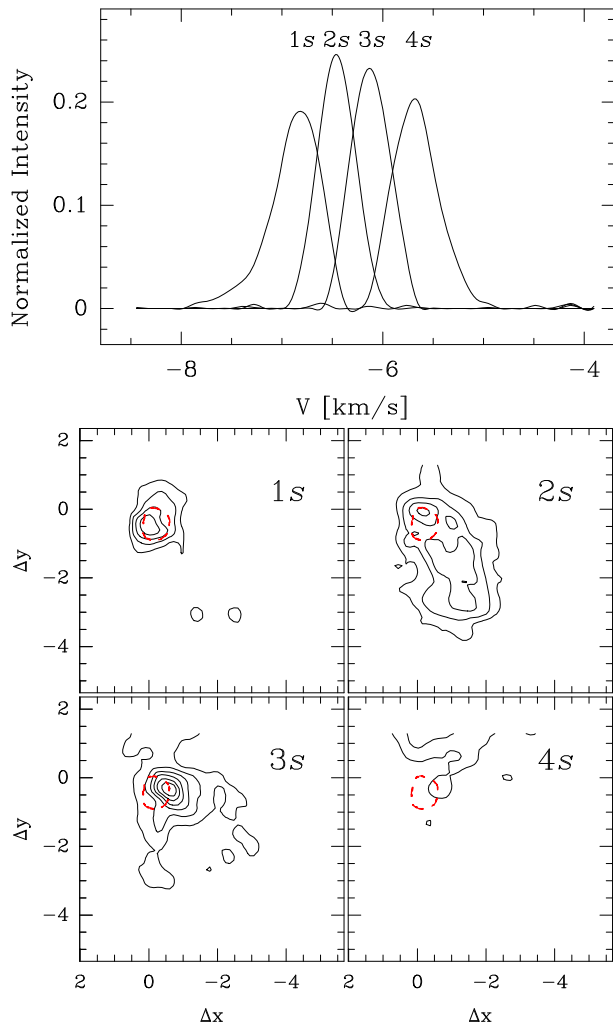 1s 2s 3s 4s
Normalized Intensity
0.2
0.1
0
−8 −6 −4
V [km/s]
2
0
−2
−4
Δy
1s
2s
2
0
−2
−4
Δy
3s
4s
2 0 −2 −4 2 0 −2 −4
Δx Δx